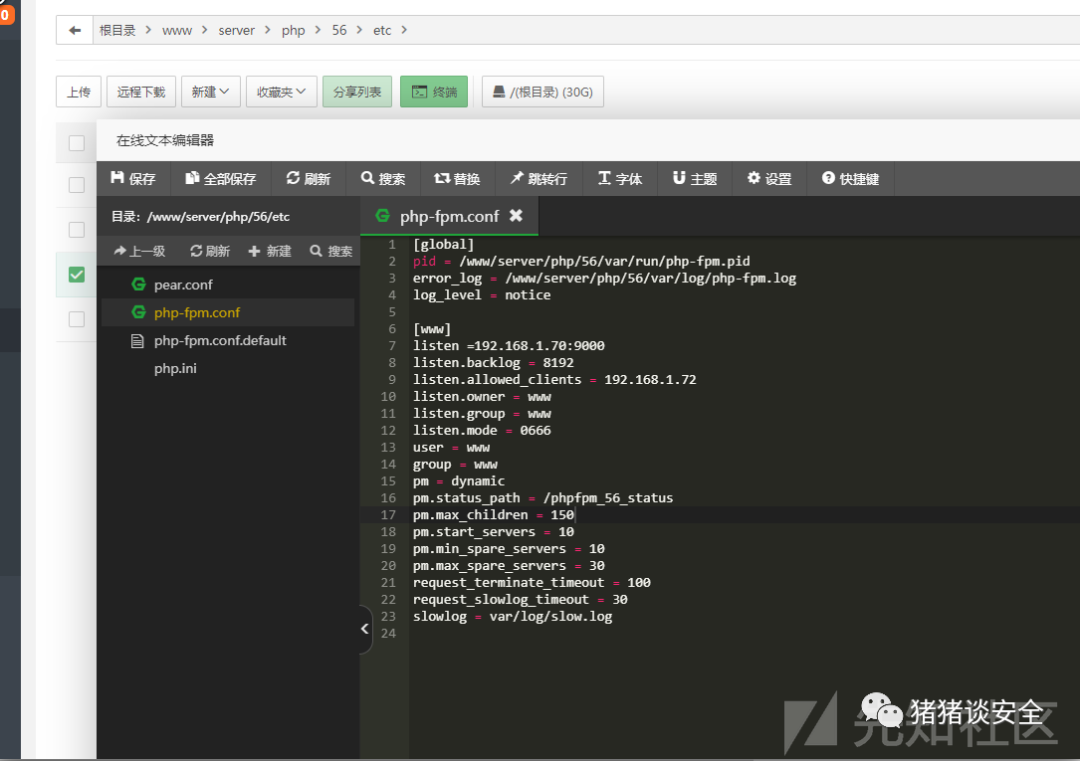 0
根目录 > www > server > php > 56 > etc >
上传 远程下载 新建 收藏夹 分享列表 终端 /(根目录) (30G)
在线文本编辑器
保存 全部保存 刷新 搜索 替换 跳转行 字体 主题 设置 快捷键
目录: /www/server/php/56/etc
php-fpm.conf
上一级 刷新 新建 搜索
pear.conf
php-fpm.conf
php-fpm.conf.default
php.ini
1 [global]
2 pid = /www/server/php/56/var/run/php-fpm.pid
3 error_log = /www/server/php/56/var/log/php-fpm.log
4 log_level = notice
5
6 [www]
7 listen =192.168.1.70:9000
8 listen.backlog = 8192
9 listen.allowed_clients = 192.168.1.72
10 listen.owner = www
11 listen.group = www
12 listen.mode = 0666
13 user = www
14 group = www
15 pm = dynamic
16 pm.status_path = /phpfpm_56_status
17 pm.max_children = 150
18 pm.start_servers = 10
19 pm.min_spare_servers = 10
20 pm.max_spare_servers = 30
21 request_terminate_timeout = 100
22 request_slowlog_timeout = 30
23 slowlog = var/log/slow.log
24
猪猪谈安全
先知社区